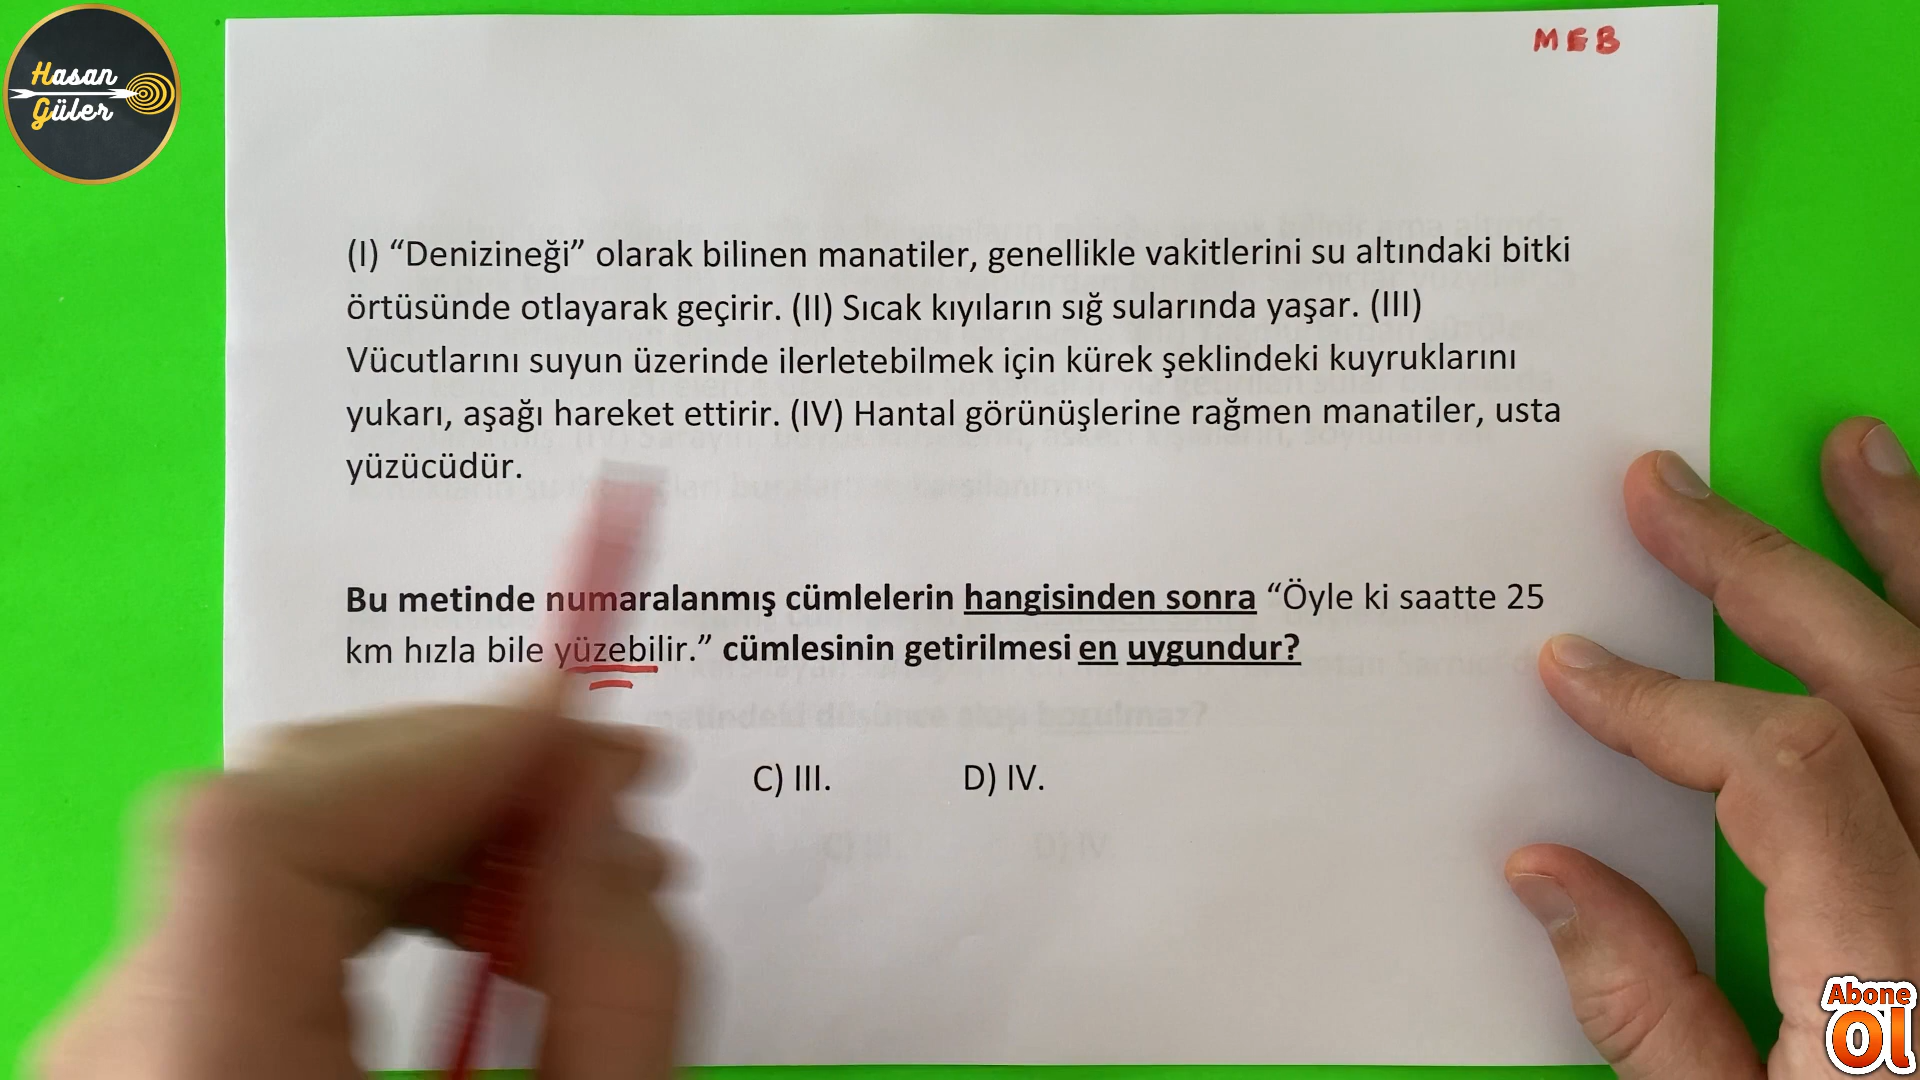 Hasan
Güler
MEB
(I) “Denizineği” olarak bilinen manatiler, genellikle vakitlerini su altındaki bitki
örtüsünde otlayarak geçirir. (II) Sıcak kıyıların sığ sularında yaşar. (III)
Vücutlarını suyun üzerinde ilerletebilmek için kürek şeklindeki kuyruklarını
yukarı, aşağı hareket ettirir. (IV) Hantal görünüşlerine rağmen manatiler, usta
yüzücüdür.
Bu metinde numaralanmış cümlelerin hangisinden sonra “Öyle ki saatte 25
km hızla bile yüzebilir.” cümlesinin getirilmesi en uygundur?
C) III. D) IV.
Abone
Ol